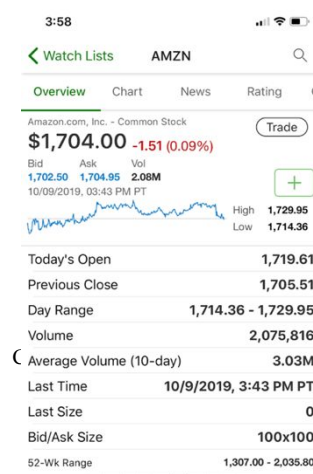 3:58
Watch Lists AMZN
Overview Chart News Rating
Amazon.com, Inc. - Common Stock
$1,704.00 -1.51 (0.09%)
Trade
Bid Ask Vol
1,702.50 1,704.95 2.08M
10/09/2019, 03:43 PM PT
High 1,729.95
Low 1,714.36
Today's Open 1,719.61
Previous Close 1,705.51
Day Range 1,714.36 - 1,729.95
Volume 2,075,816
Average Volume (10-day) 3.03M
Last Time 10/9/2019, 3:43 PM PT
Last Size 0
Bid/Ask Size 100x100
52-Wk Range 1,307.00 - 2,035.80